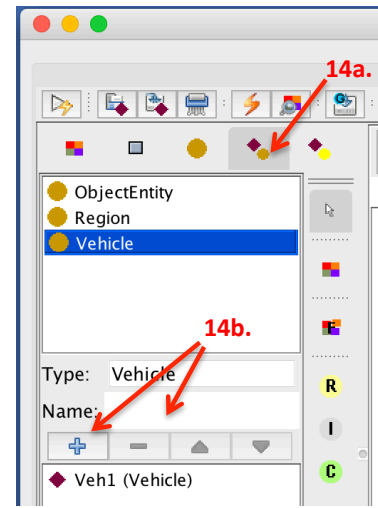 14a.
ObjectEntity
Region
Vehicle
14b.
Type: Vehicle
Name:
Veh1 (Vehicle)
F
R
I
C